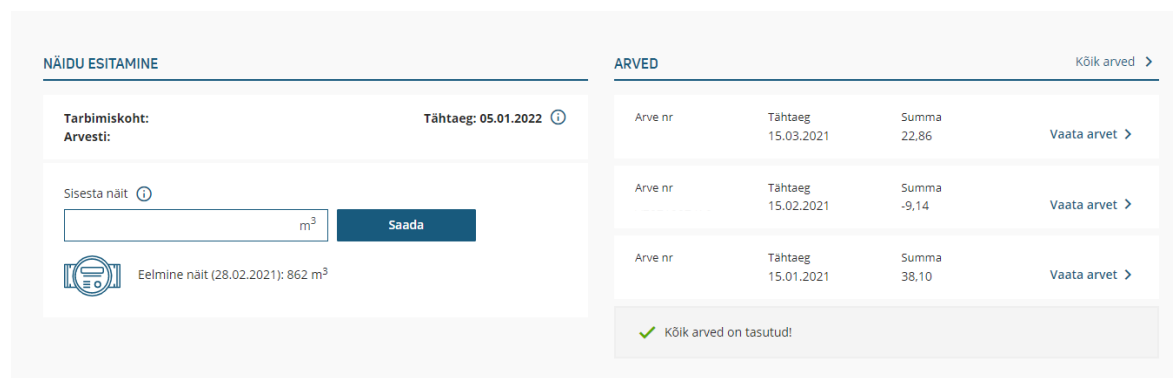 NÄIDU ESITAMINE
Tarbimiskoht:
Tähtaeg: 05.01.2022
Arvesti:
Sisesta näit
m³
Saada
Eelmine näit (28.02.2021): 862 m³
ARVED
Kõik arved
Arve nr
Tähtaeg
Summa
15.03.2021
22,86
Vaata arvet
Arve nr
Tähtaeg
Summa
15.02.2021
-9,14
Vaata arvet
Arve nr
Tähtaeg
Summa
15.01.2021
38,10
Vaata arvet
Kõik arved on tasutud!